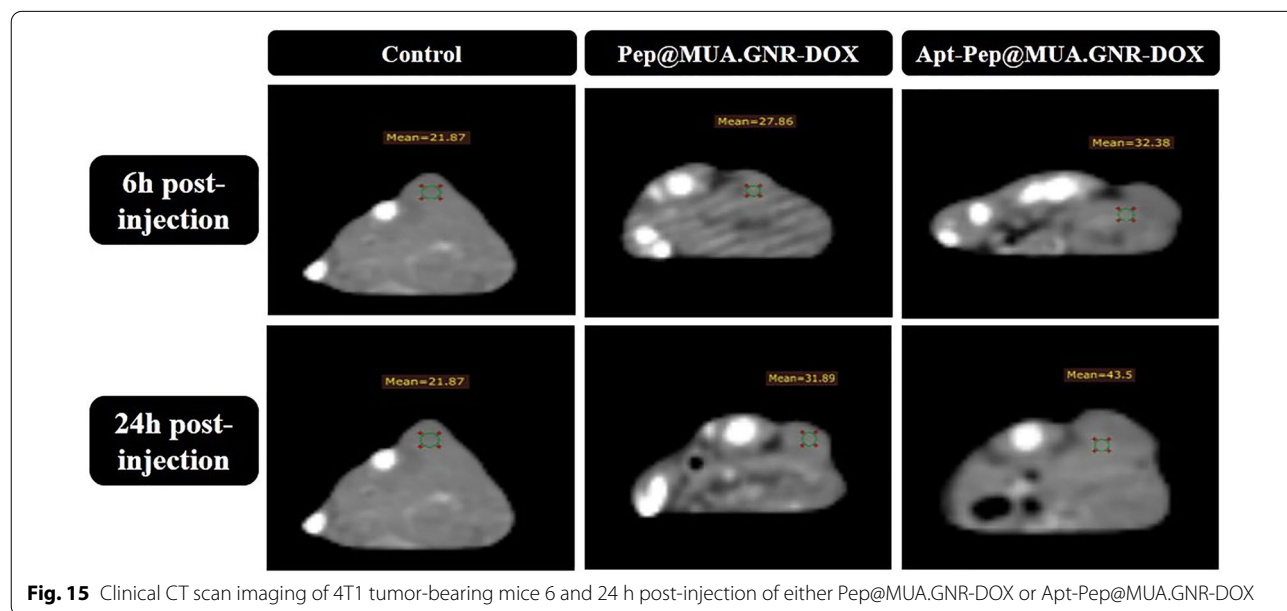 Control
Pep@MUA.GNR-DOX
Apt-Pep@MUA.GNR-DOX
6h post-
injection
Mean=21.87
Mean=27.86
Mean=32.38
24h post-
injection
Mean=21.87
Mean=31.89
Mean=43.5
Fig. 15 Clinical CT scan imaging of 4T1 tumor-bearing mice 6 and 24 h post-injection of either Pep@MUA.GNR-DOX or Apt-Pep@MUA.GNR-DOX